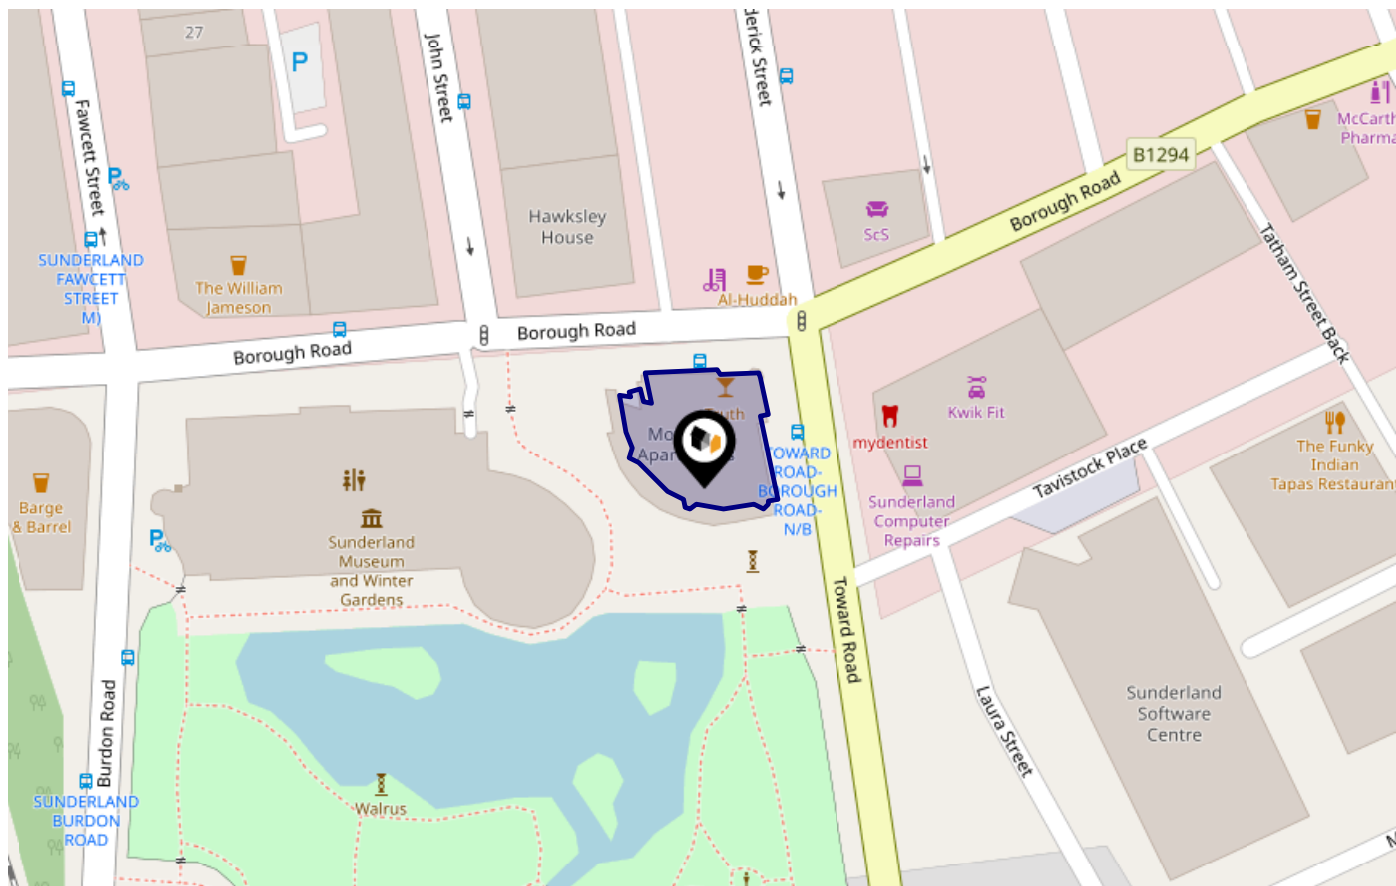 27
P
John Street
derick Street
Fawcett Street
P
McCarth
Pharma
B1294
Borough Road
Hawksley
House
ScS
SUNDERLAND
FAWCETT
STREET
M)
The William
Jameson
Al-Huddah
Tatham Street Back
Borough Road
Borough Road
Kwik Fit
mydentist
The Funky
Indian
Tapas Restaurant
TOWARD
ROAD-
BOROUGH
ROAD-
N/B
Tavistock Place
Sunderland
Computer
Repairs
Barge
& Barrel
P
Sunderland
Museum
and Winter
Gardens
Toward Road
Burdon Road
Laura Street
Sunderland
Software
Centre
Walrus
SUNDERLAND
BURDON
ROAD